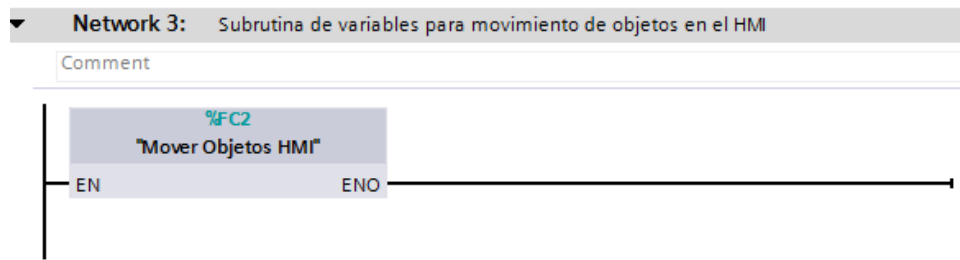 Network 3: Subrutina de variables para movimiento de objetos en el HMI
Comment
%FC2
"Mover Objetos HMI"
EN ENO